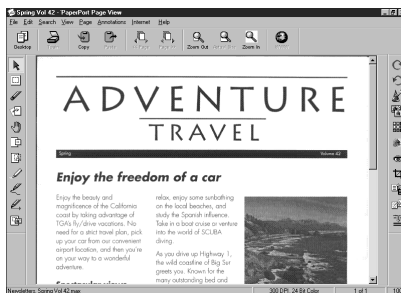 Spring Vol 42 - 'PaperPort Page View
File Edit Search View Page Annotations Internet Help
Desktop Copy Zoom Out Zoom In
ADVENTURE
TRAVEL
Spring Volume 42
Enjoy the freedom of a car
Enjoy the beauty and
magnificence of the California
coast by taking advantage of
TGA's fly/drive vacations. No
need for a strict travel plan, pick
up your car from our convenient
airport location, and then you're
on your way to a wonderful
adventure.
Spectacular views
relax, enjoy some sunbathing
on the local beaches, and
study the Spanish influence.
Take in a boat cruise or venture
into the world of SCUBA
diving.
As you drive up Highway 1,
the wild coastline of Big Sur
greets you. Known for the
many outstanding bed and
Newsletters: Spring Vol 42.max 300 DPI, 24 Bit Color 1 of 1 100